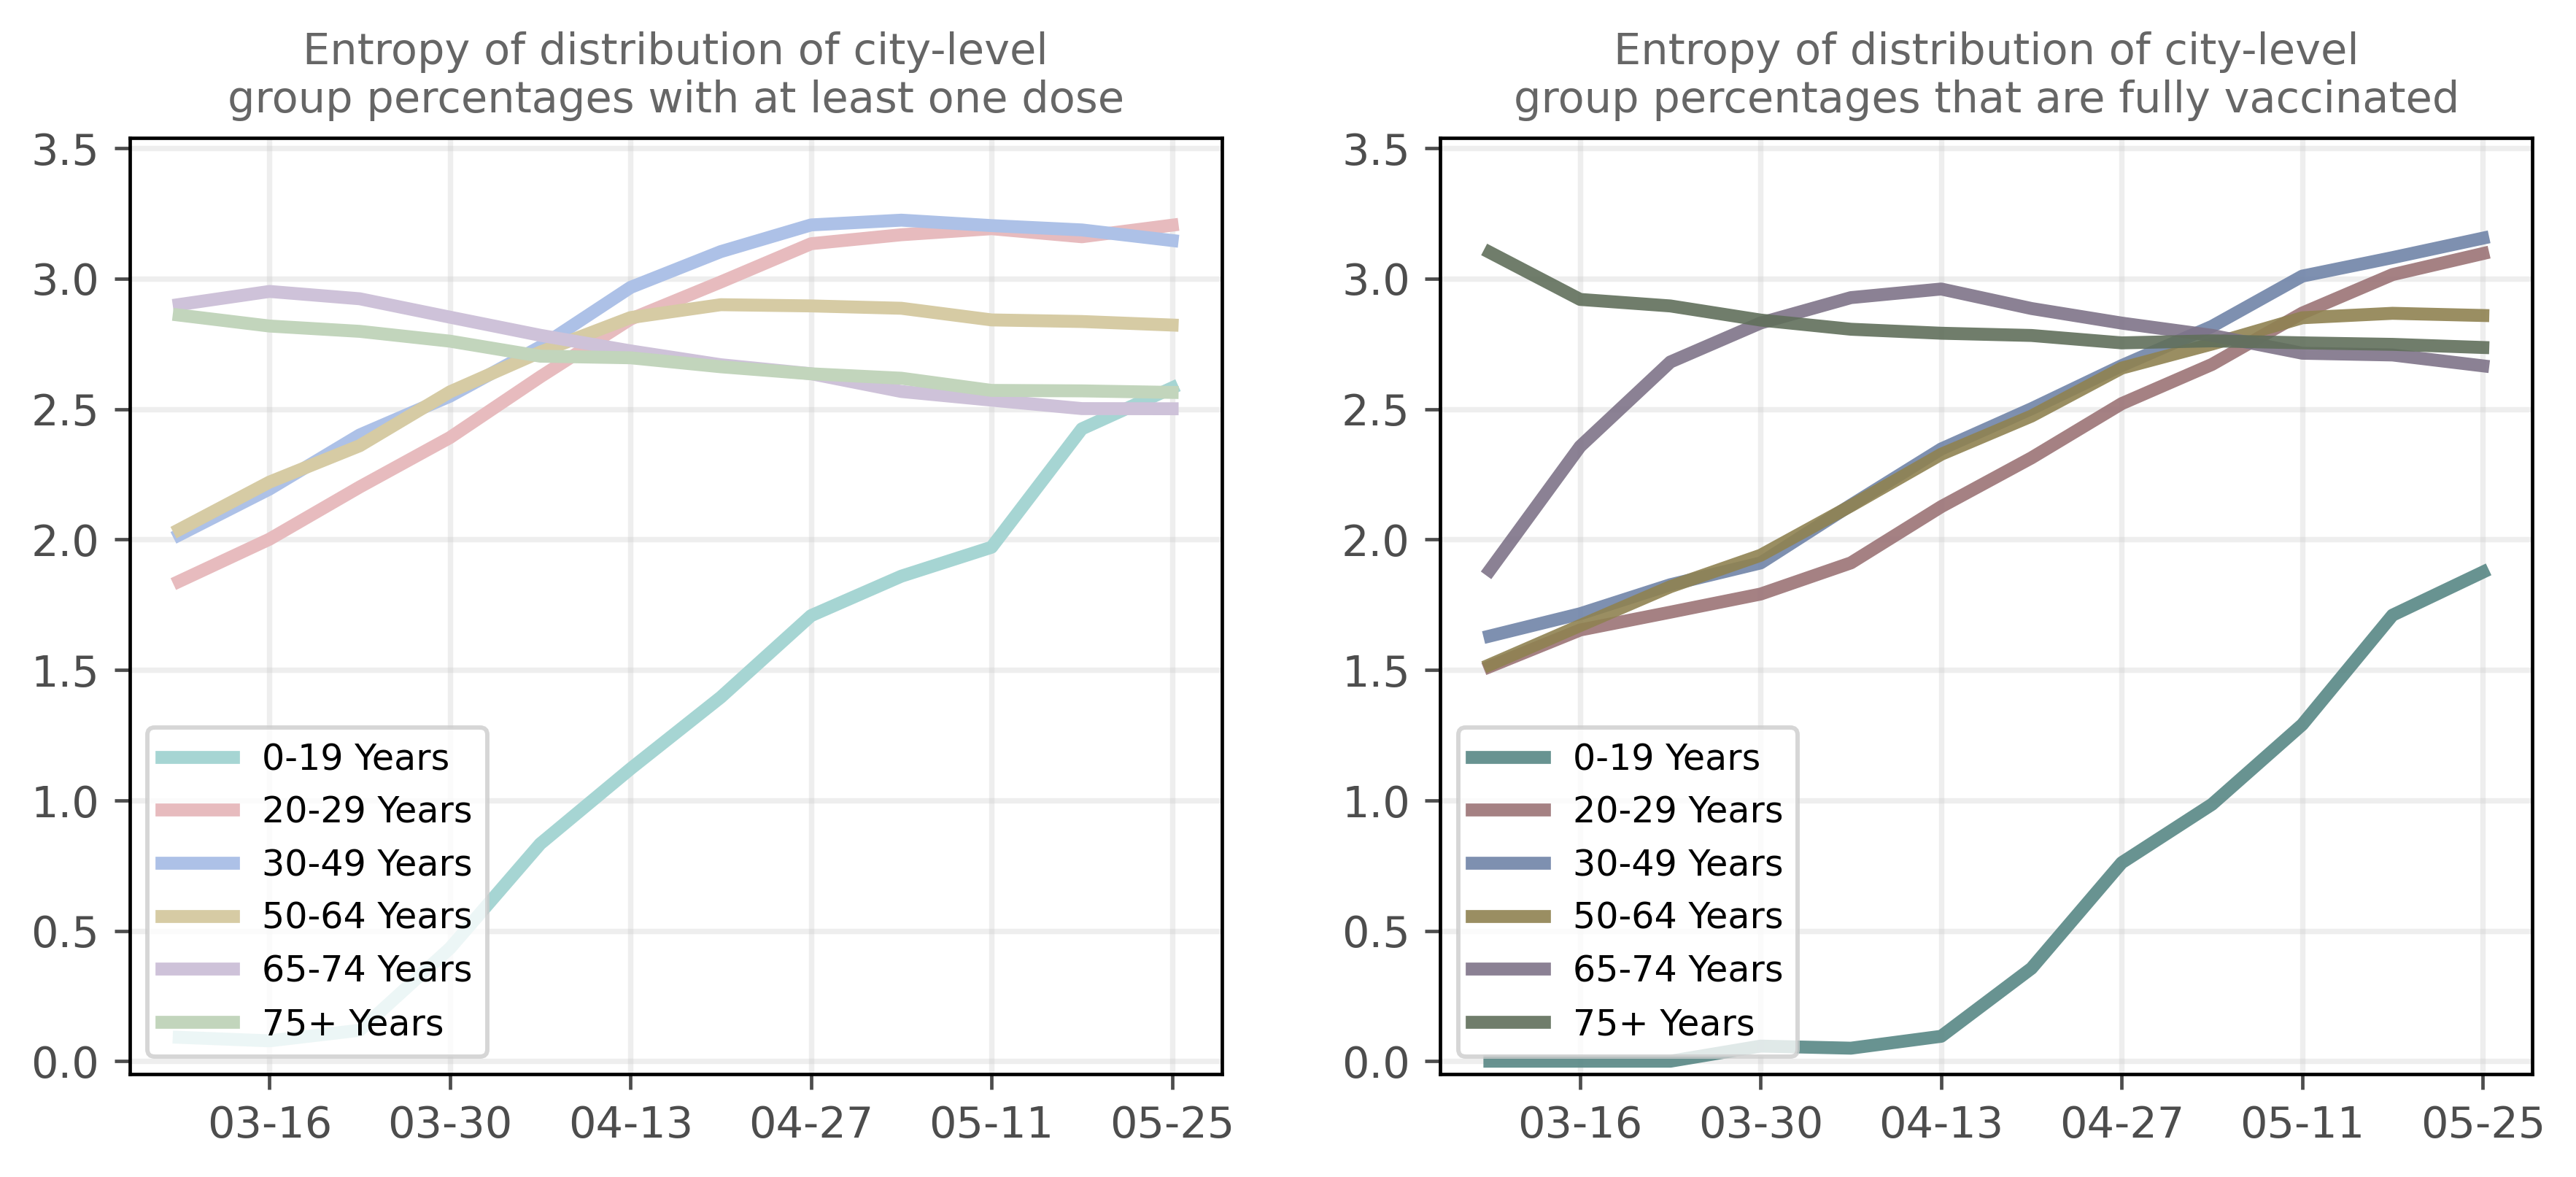 Entropy of distribution of city-level
group percentages with at least one dose
3.5
3.0
2.5
2.0
1.5
1.0
0.5
0.0
0-19 Years
20-29 Years
30-49 Years
50-64 Years
65-74 Years
75+ Years
03-16 03-30 04-13 04-27 05-11 05-25
Entropy of distribution of city-level
group percentages that are fully vaccinated
3.5
3.0
2.5
2.0
1.5
1.0
0.5
0.0
0-19 Years
20-29 Years
30-49 Years
50-64 Years
65-74 Years
75+ Years
03-16 03-30 04-13 04-27 05-11 05-25